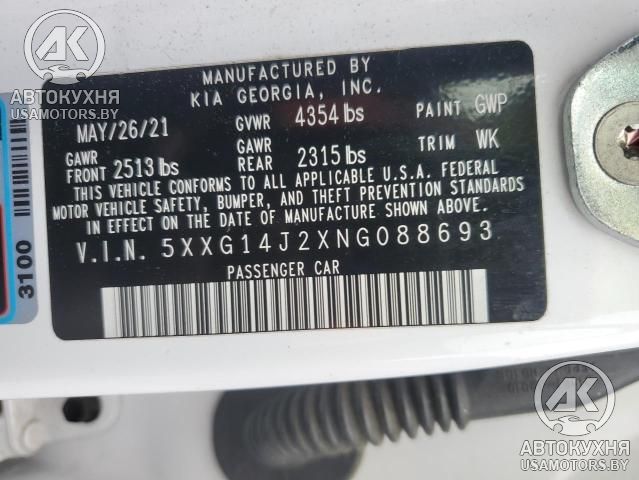 MANUFACTURED BY
KIA GEORGIA, INC.
MAY/26/21 GVWR 4354 lbs PAINT GWP
GAWR FRONT 2513 lbs GAWR REAR 2315 lbs TRIM WK
THIS VEHICLE CONFORMS TO ALL APPLICABLE U.S.A. FEDERAL
MOTOR VEHICLE SAFETY, BUMPER, AND THEFT PREVENTION STANDARDS
IN EFFECT ON THE DATE OF MANUFACTURE SHOWN ABOVE.
V.I.N. 5XXG14J2XNG088693
PASSENGER CAR
3100
АК
АВТОКУХНЯ
USAMOTORS.BY
АК
АВТОКУХНЯ
USAMOTORS.BY